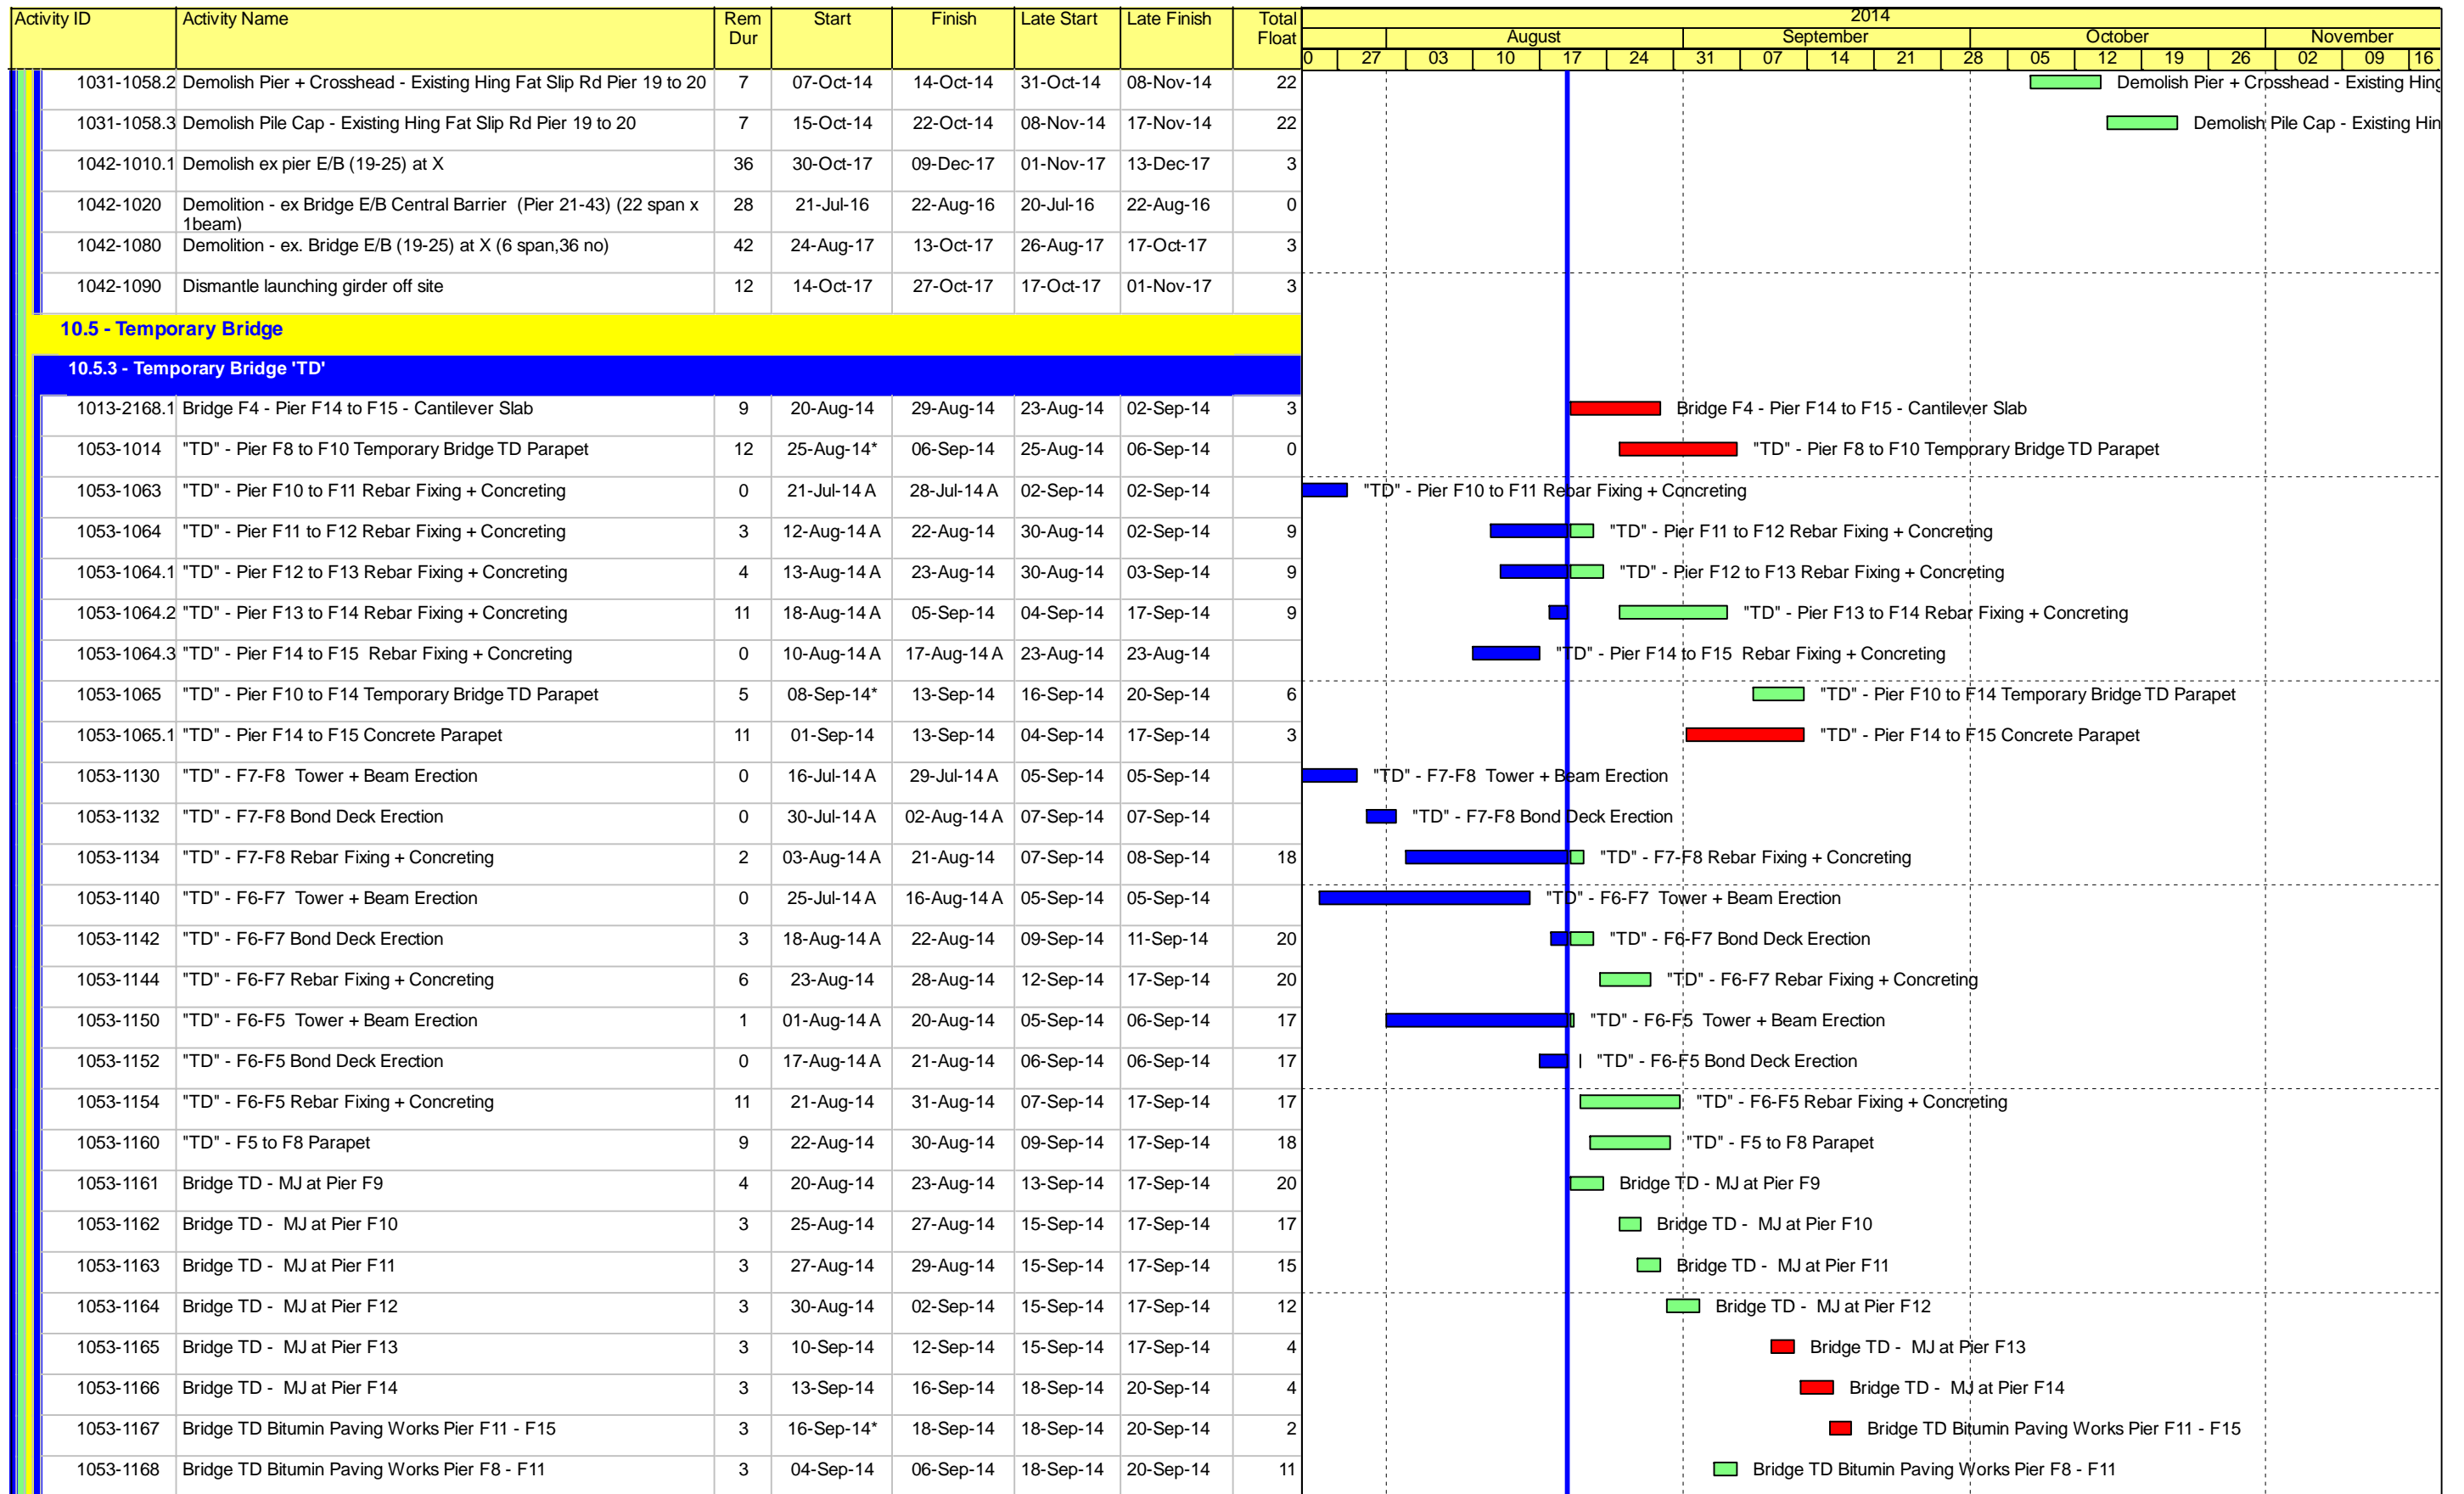 Activity ID Activity Name Rem Dur Start Finish Late Start Late Finish Total Float 2014
August September October November
0 27 03 10 17 24 31 07 14 21 28 05 12 19 26 02 09 16
1031-1058.2 Demolish Pier + Crosshead - Existing Hing Fat Slip Rd Pier 19 to 20 7 07-Oct-14 14-Oct-14 31-Oct-14 08-Nov-14 22 Demolish Pier + Crosshead - Existing Hing
1031-1058.3 Demolish Pile Cap - Existing Hing Fat Slip Rd Pier 19 to 20 7 15-Oct-14 22-Oct-14 08-Nov-14 17-Nov-14 22 Demolish Pile Cap - Existing Hin
1042-1010.1 Demolish ex pier E/B (19-25) at X 36 30-Oct-17 09-Dec-17 01-Nov-17 13-Dec-17 3
1042-1020 Demolition - ex Bridge E/B Central Barrier (Pier 21-43) (22 span x 28 21-Jul-16 22-Aug-16 20-Jul-16 22-Aug-16 0
1beam)
1042-1080 Demolition - ex. Bridge E/B (19-25) at X (6 span,36 no) 42 24-Aug-17 13-Oct-17 26-Aug-17 17-Oct-17 3
1042-1090 Dismantle launching girder off site 12 14-Oct-17 27-Oct-17 17-Oct-17 01-Nov-17 3
10.5 - Temporary Bridge
10.5.3 - Temporary Bridge 'TD'
1013-2168.1 Bridge F4 - Pier F14 to F15 - Cantilever Slab 9 20-Aug-14 29-Aug-14 23-Aug-14 02-Sep-14 3 Bridge F4 - Pier F14 to F15 - Cantilever Slab
1053-1014 "TD" - Pier F8 to F10 Temporary Bridge TD Parapet 12 25-Aug-14* 06-Sep-14 25-Aug-14 06-Sep-14 0 "TD" - Pier F8 to F10 Temporary Bridge TD Parapet
1053-1063 "TD" - Pier F10 to F11 Rebar Fixing + Concreting 0 21-Jul-14 A 28-Jul-14 A 02-Sep-14 02-Sep-14 "TD" - Pier F10 to F11 Rebar Fixing + Concreting
1053-1064 "TD" - Pier F11 to F12 Rebar Fixing + Concreting 3 12-Aug-14 A 22-Aug-14 30-Aug-14 02-Sep-14 9 "TD" - Pier F11 to F12 Rebar Fixing + Concreting
1053-1064.1 "TD" - Pier F12 to F13 Rebar Fixing + Concreting 4 13-Aug-14 A 23-Aug-14 30-Aug-14 03-Sep-14 9 "TD" - Pier F12 to F13 Rebar Fixing + Concreting
1053-1064.2 "TD" - Pier F13 to F14 Rebar Fixing + Concreting 11 18-Aug-14 A 05-Sep-14 04-Sep-14 17-Sep-14 9 "TD" - Pier F13 to F14 Rebar Fixing + Concreting
1053-1064.3 "TD" - Pier F14 to F15 Rebar Fixing + Concreting 0 10-Aug-14 A 17-Aug-14 A 23-Aug-14 23-Aug-14 "TD" - Pier F14 to F15 Rebar Fixing + Concreting
1053-1065 "TD" - Pier F10 to F14 Temporary Bridge TD Parapet 5 08-Sep-14* 13-Sep-14 16-Sep-14 20-Sep-14 6 "TD" - Pier F10 to F14 Temporary Bridge TD Parapet
1053-1065.1 "TD" - Pier F14 to F15 Concrete Parapet 11 01-Sep-14 13-Sep-14 04-Sep-14 17-Sep-14 3 "TD" - Pier F14 to F15 Concrete Parapet
1053-1130 "TD" - F7-F8 Tower + Beam Erection 0 16-Jul-14 A 29-Jul-14 A 05-Sep-14 05-Sep-14 "TD" - F7-F8 Tower + Beam Erection
1053-1132 "TD" - F7-F8 Bond Deck Erection 0 30-Jul-14 A 02-Aug-14 A 07-Sep-14 07-Sep-14 "TD" - F7-F8 Bond Deck Erection
1053-1134 "TD" - F7-F8 Rebar Fixing + Concreting 2 03-Aug-14 A 21-Aug-14 07-Sep-14 08-Sep-14 18 "TD" - F7-F8 Rebar Fixing + Concreting
1053-1140 "TD" - F6-F7 Tower + Beam Erection 0 25-Jul-14 A 16-Aug-14 A 05-Sep-14 05-Sep-14 "TD" - F6-F7 Tower + Beam Erection
1053-1142 "TD" - F6-F7 Bond Deck Erection 3 18-Aug-14 A 22-Aug-14 09-Sep-14 11-Sep-14 20 "TD" - F6-F7 Bond Deck Erection
1053-1144 "TD" - F6-F7 Rebar Fixing + Concreting 6 23-Aug-14 28-Aug-14 12-Sep-14 17-Sep-14 20 "TD" - F6-F7 Rebar Fixing + Concreting
1053-1150 "TD" - F6-F5 Tower + Beam Erection 1 01-Aug-14 A 20-Aug-14 05-Sep-14 06-Sep-14 17 "TD" - F6-F5 Tower + Beam Erection
1053-1152 "TD" - F6-F5 Bond Deck Erection 0 17-Aug-14 A 21-Aug-14 06-Sep-14 06-Sep-14 17 "TD" - F6-F5 Bond Deck Erection
1053-1154 "TD" - F6-F5 Rebar Fixing + Concreting 11 21-Aug-14 31-Aug-14 07-Sep-14 17-Sep-14 17 "TD" - F6-F5 Rebar Fixing + Concreting
1053-1160 "TD" - F5 to F8 Parapet 9 22-Aug-14 30-Aug-14 09-Sep-14 17-Sep-14 18 "TD" - F5 to F8 Parapet
1053-1161 Bridge TD - MJ at Pier F9 4 20-Aug-14 23-Aug-14 13-Sep-14 17-Sep-14 20 Bridge TD - MJ at Pier F9
1053-1162 Bridge TD - MJ at Pier F10 3 25-Aug-14 27-Aug-14 15-Sep-14 17-Sep-14 17 Bridge TD - MJ at Pier F10
1053-1163 Bridge TD - MJ at Pier F11 3 27-Aug-14 29-Aug-14 15-Sep-14 17-Sep-14 15 Bridge TD - MJ at Pier F11
1053-1164 Bridge TD - MJ at Pier F12 3 30-Aug-14 02-Sep-14 15-Sep-14 17-Sep-14 12 Bridge TD - MJ at Pier F12
1053-1165 Bridge TD - MJ at Pier F13 3 10-Sep-14 12-Sep-14 15-Sep-14 17-Sep-14 4 Bridge TD - MJ at Pier F13
1053-1166 Bridge TD - MJ at Pier F14 3 13-Sep-14 16-Sep-14 18-Sep-14 20-Sep-14 4 Bridge TD - MJ at Pier F14
1053-1167 Bridge TD Bitumin Paving Works Pier F11 - F15 3 16-Sep-14* 18-Sep-14 18-Sep-14 20-Sep-14 2 Bridge TD Bitumin Paving Works Pier F11 - F15
1053-1168 Bridge TD Bitumin Paving Works Pier F8 - F11 3 04-Sep-14 06-Sep-14 18-Sep-14 20-Sep-14 11 Bridge TD Bitumin Paving Works Pier F8 - F11